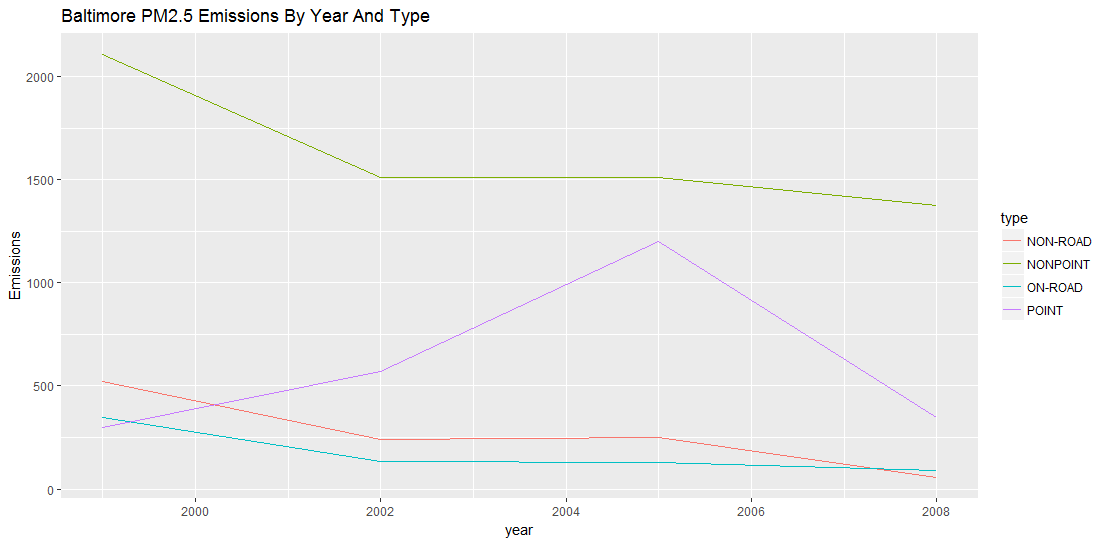 Baltimore PM2.5 Emissions By Year And Type
2000
1500
1000
500
0
Emissions
2000
2002
2004
2006
2008
year
type
NON-ROAD
NONPOINT
ON-ROAD
POINT